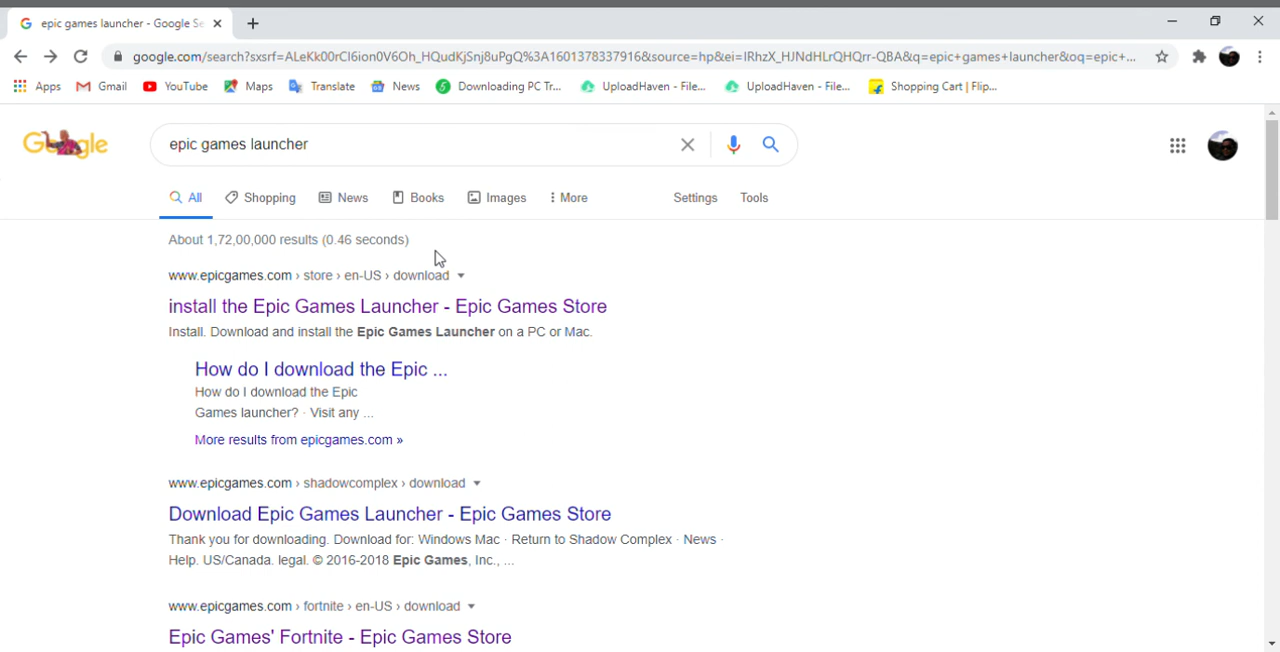 epic games launcher - Google Se
google.com/search?sxsrf=ALeKk00rCI6ion0V6Oh_HQudKjSnj8uPgQ%3A1601378337916&source=hp&ei=IRhzX_HJNdHLrQHQrr-QBA&q=epic+games+launcher&oq=epic+...
Apps Gmail YouTube Maps Translate News Downloading PC Tr... UploadHaven - File... UploadHaven - File... Shopping Cart | Flip...
Google epic games launcher
All Shopping News Books Images More Settings Tools
About 1,72,00,000 results (0.46 seconds)
www.epicgames.com › store › en-US › download
install the Epic Games Launcher - Epic Games Store
Install. Download and install the Epic Games Launcher on a PC or Mac.
How do I download the Epic ...
How do I download the Epic
Games launcher? · Visit any ...
More results from epicgames.com »
www.epicgames.com › shadowcomplex › download
Download Epic Games Launcher - Epic Games Store
Thank you for downloading. Download for: Windows Mac · Return to Shadow Complex · News ·
Help. US/Canada. legal. © 2016-2018 Epic Games, Inc., ...
www.epicgames.com › fortnite › en-US › download
Epic Games' Fortnite - Epic Games Store